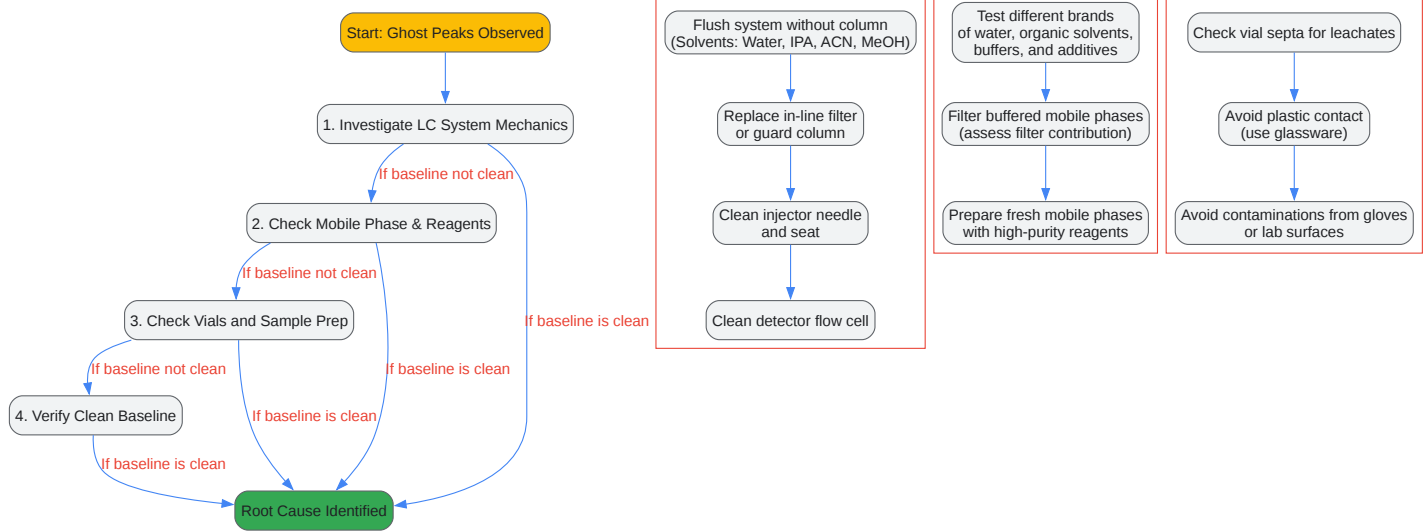 Start: Ghost Peaks Observed
1. Investigate LC System Mechanics
If baseline not clean
2. Check Mobile Phase & Reagents
If baseline not clean
3. Check Vials and Sample Prep
If baseline is clean
If baseline not clean
If baseline is clean
4. Verify Clean Baseline
If baseline is clean
If baseline is clean
Root Cause Identified
Flush system without column
(Solvents: Water, IPA, ACN, MeOH)
Replace in-line filter
or guard column
Clean injector needle
and seat
Clean detector flow cell
Test different brands
of water, organic solvents,
buffers, and additives
Filter buffered mobile phases
(assess filter contribution)
Prepare fresh mobile phases
with high-purity reagents
Check vial septa for leachates
Avoid plastic contact
(use glassware)
Avoid contaminations from gloves
or lab surfaces